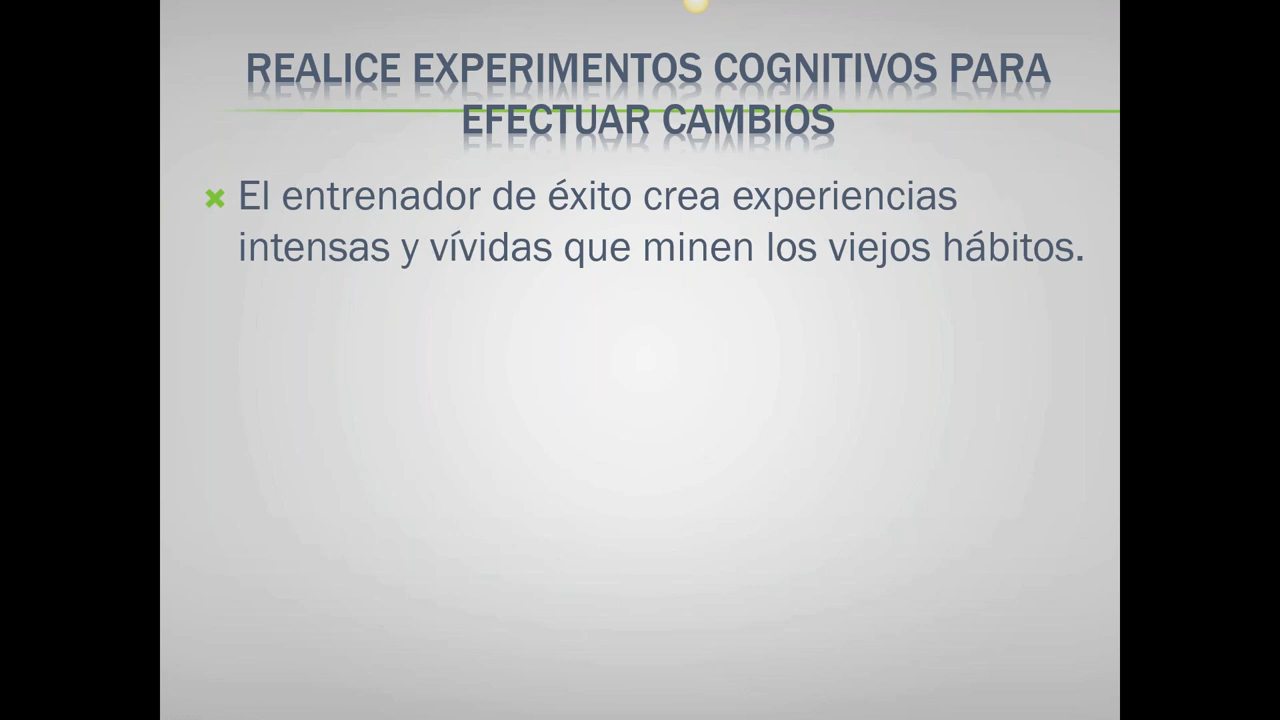 REALICE EXPERIMENTOS COGNITIVOS PARA
EFECTUAR CAMBIOS
El entrenador de éxito crea experiencias
intensas y vívidas que minen los viejos hábitos.